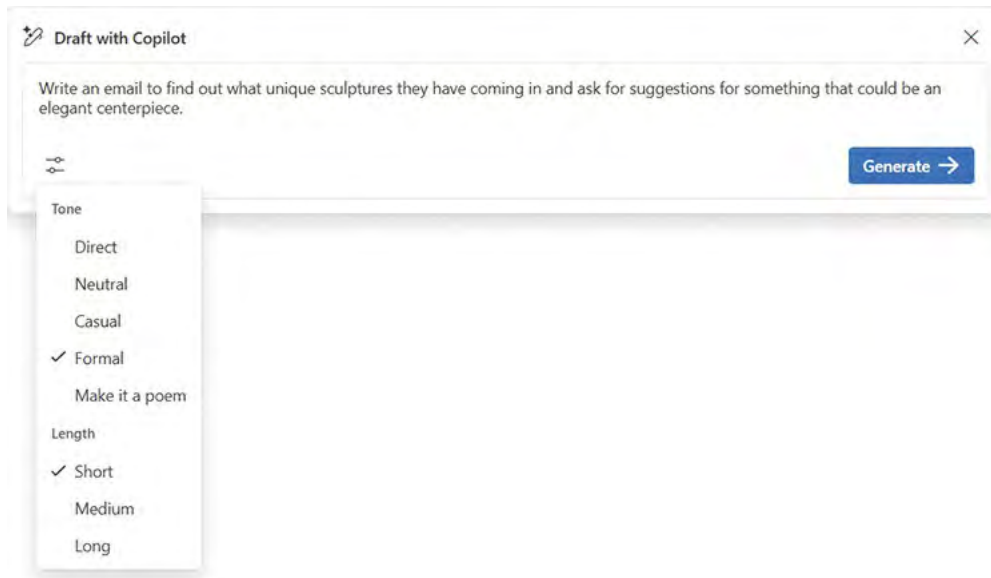 Draft with Copilot
Write an email to find out what unique sculptures they have coming in and ask for suggestions for something that could be an
elegant centerpiece.
Generate
Tone
Direct
Neutral
Casual
Formal
Make it a poem
Length
Short
Medium
Long